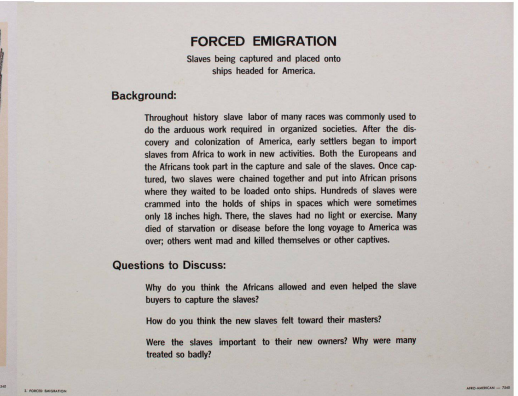 FORCED EMIGRATION
Slaves being captured and placed onto
ships headed for America.
Background:
Throughout history slave labor of many races was commonly used to
do the arduous work required in organized societies. After the dis-
covery and colonization of America, early settlers began to import
slaves from Africa to work in new activities. Both the Europeans and
the Africans took part in the capture and sale of the slaves. Once cap-
tured, two slaves were chained together and put into African prisons
where they waited to be loaded onto ships. Hundreds of slaves were
crammed into the holds of ships in spaces which were sometimes
only 18 inches high. There, the slaves had no light or exercise. Many
died of starvation or disease before the long voyage to America was
over; others went mad and killed themselves or other captives.
Questions to Discuss:
Why do you think the Africans allowed and even helped the slave
buyers to capture the slaves?
How do you think the new slaves felt toward their masters?
Were the slaves important to their new owners? Why were many
treated so badly?
FORCED EMIGRATION
AFRO-AMERICAN